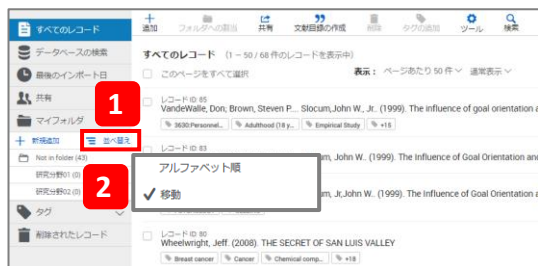 すべてのレコード
データベースの検索
最後のインポート日
共有
マイフォルダ
新規追加 並べ替え
Not in folder (43)
研究分野01 (0)
研究分野02 (0)
タグ
削除されたレコード
1
2
追加 フォルダへの割当 共有 文献目録の作成 削除 タグの追加 ツール 検索
すべてのレコード (1 – 50 / 68 件のレコードを表示中)
このページをすべて選択 表示： ページあたり 50 件 通常表示
レコード ID 85
VandeWalle, Don; Brown, Steven P.... Slocum,John W., Jr.. (1999). The influence of goal orientation a
3630:Personnel.. Adulthood (18 y... Empirical Study +15
レコード ID 83
um, John W.. (1999). The Influence of Goal Orientation and
アルファベット順
移動
um, Jr,John W.. (1999). The Influence of Goal Orientation a
レコード ID 80
Wheelwright, Jeff. (2008). THE SECRET OF SAN LUIS VALLEY
Breast cancer Cancer Chemical comp... +18